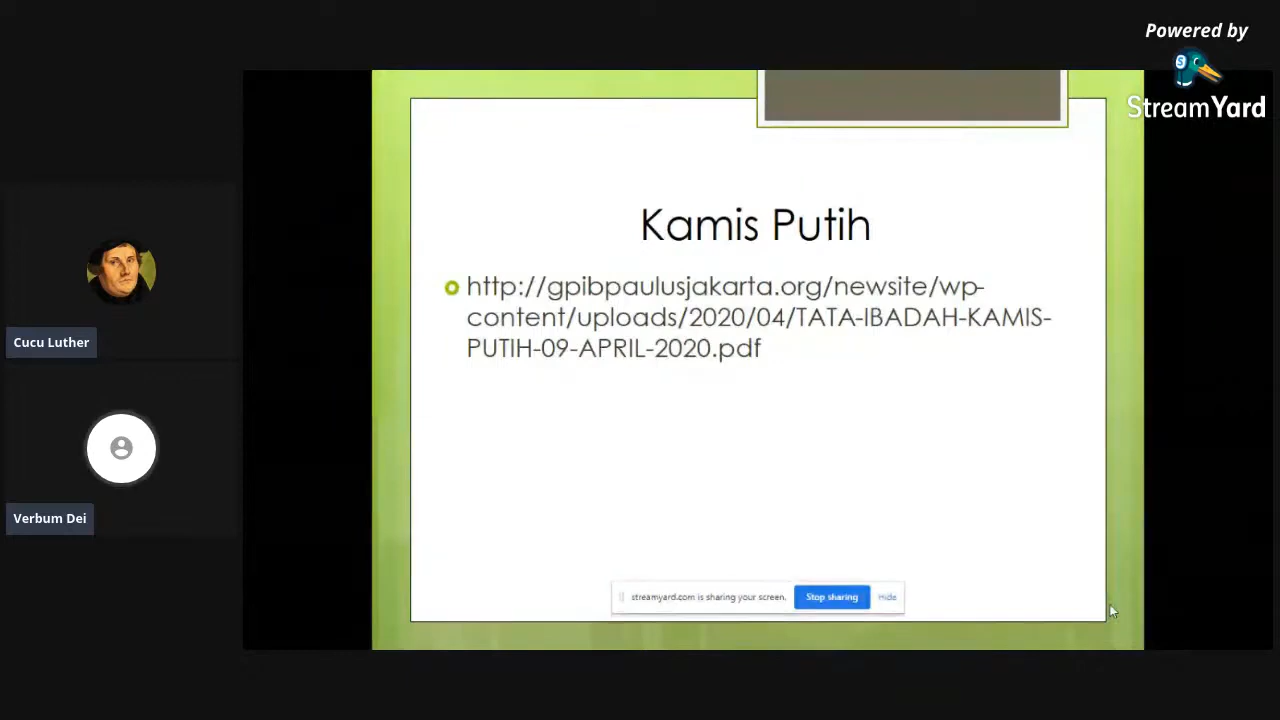 Powered by
StreamYard
Kamis Putih
http://gpibpaulusjakarta.org/newsite/wp-
content/uploads/2020/04/TATA-IBADAH-KAMIS-
PUTIH-09-APRIL-2020.pdf
Cucu Luther
Verbum Dei
streamyard.com is sharing your screen. Stop sharing Hide